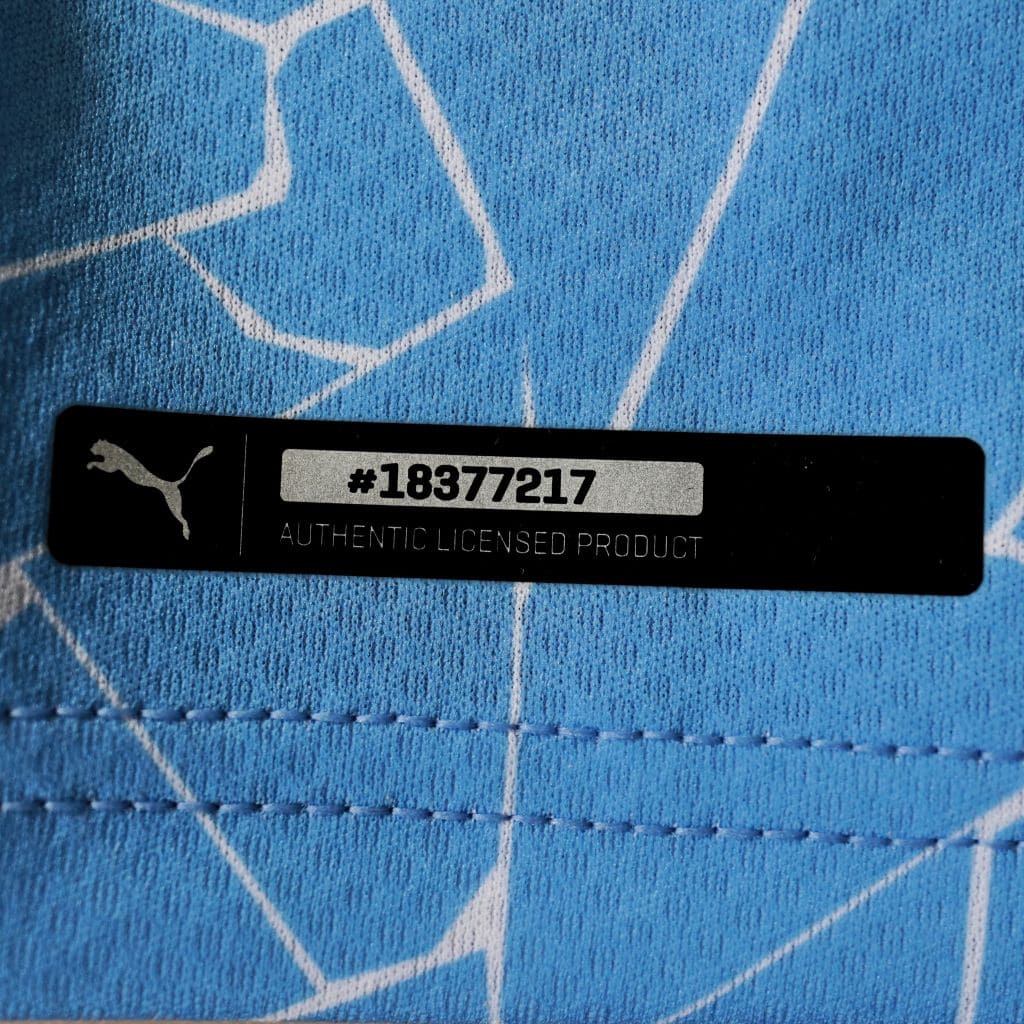 #18377217
AUTHENTIC LICENSED PRODUCT